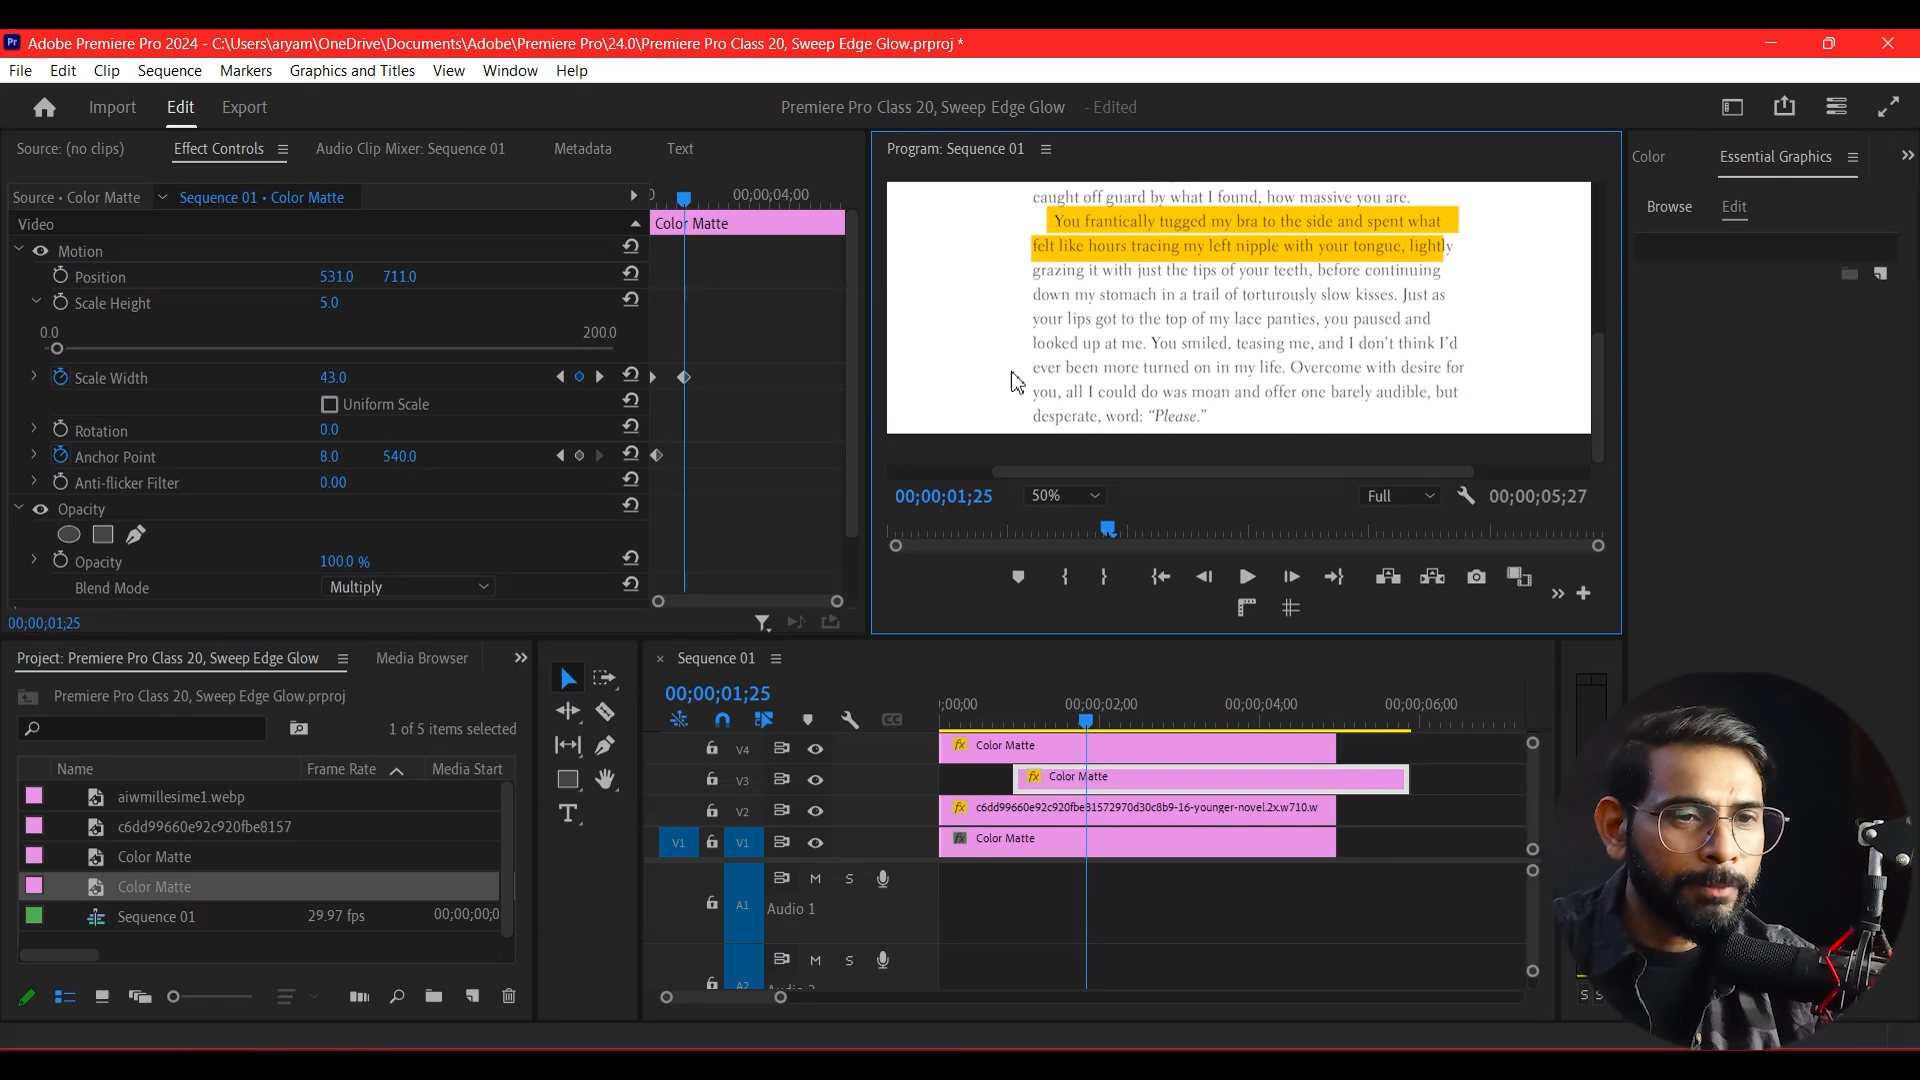 Pr Adobe Premiere Pro 2024 - C:\Users\aryam\OneDrive\Documents\Adobe\Premiere Pro\24.0\Premiere Pro Class 20, Sweep Edge Glow.prproj *
File Edit Clip Sequence Markers Graphics and Titles View Window Help
Import Edit Export
Premiere Pro Class 20, Sweep Edge Glow - Edited
Source: (no clips) Effect Controls Audio Clip Mixer: Sequence 01 Metadata Text
Source • Color Matte Sequence 01 • Color Matte
00;00;04;00
Video
Color Matte
Motion
Position 531.0 711.0
Scale Height 5.0
0.0 200.0
Scale Width 43.0
Uniform Scale
Rotation 0.0
Anchor Point 8.0 540.0
Anti-flicker Filter 0.00
Opacity
Opacity 100.0 %
Blend Mode Multiply
00;00;01;25
Program: Sequence 01
caught off guard by what I found, how massive you are.
You frantically tugged my bra to the side and spent what
felt like hours tracing my left nipple with your tongue, lightly
grazing it with just the tips of your teeth, before continuing
down my stomach in a trail of torturously slow kisses. Just as
your lips got to the top of my lace panties, you paused and
looked up at me. You smiled, teasing me, and I don't think I'd
ever been more turned on in my life. Overcome with desire for
you, all I could do was moan and offer one barely audible, but
desperate, word: “Please.”
00;00;01;25 50% Full 00;00;05;27
Color Essential Graphics
Browse Edit
Project: Premiere Pro Class 20, Sweep Edge Glow Media Browser
Premiere Pro Class 20, Sweep Edge Glow.prproj
1 of 5 items selected
Name Frame Rate Media Start
aiwmillesime1.webp
c6dd99660e92c920fbe8157
Color Matte
Color Matte
Sequence 01 29.97 fps 00;00;00;0
× Sequence 01
00;00;01;25
;00;00 00;00;02;00 00;00;04;00 00;00;06;00
V4 fx Color Matte
V3 fx Color Matte
V2 fx c6dd99660e92c920fbe81572970d30c8b9-16-younger-novel.2x.w710.w
V1 V1 fx Color Matte
M S
A1 Audio 1
M S
A2
S S